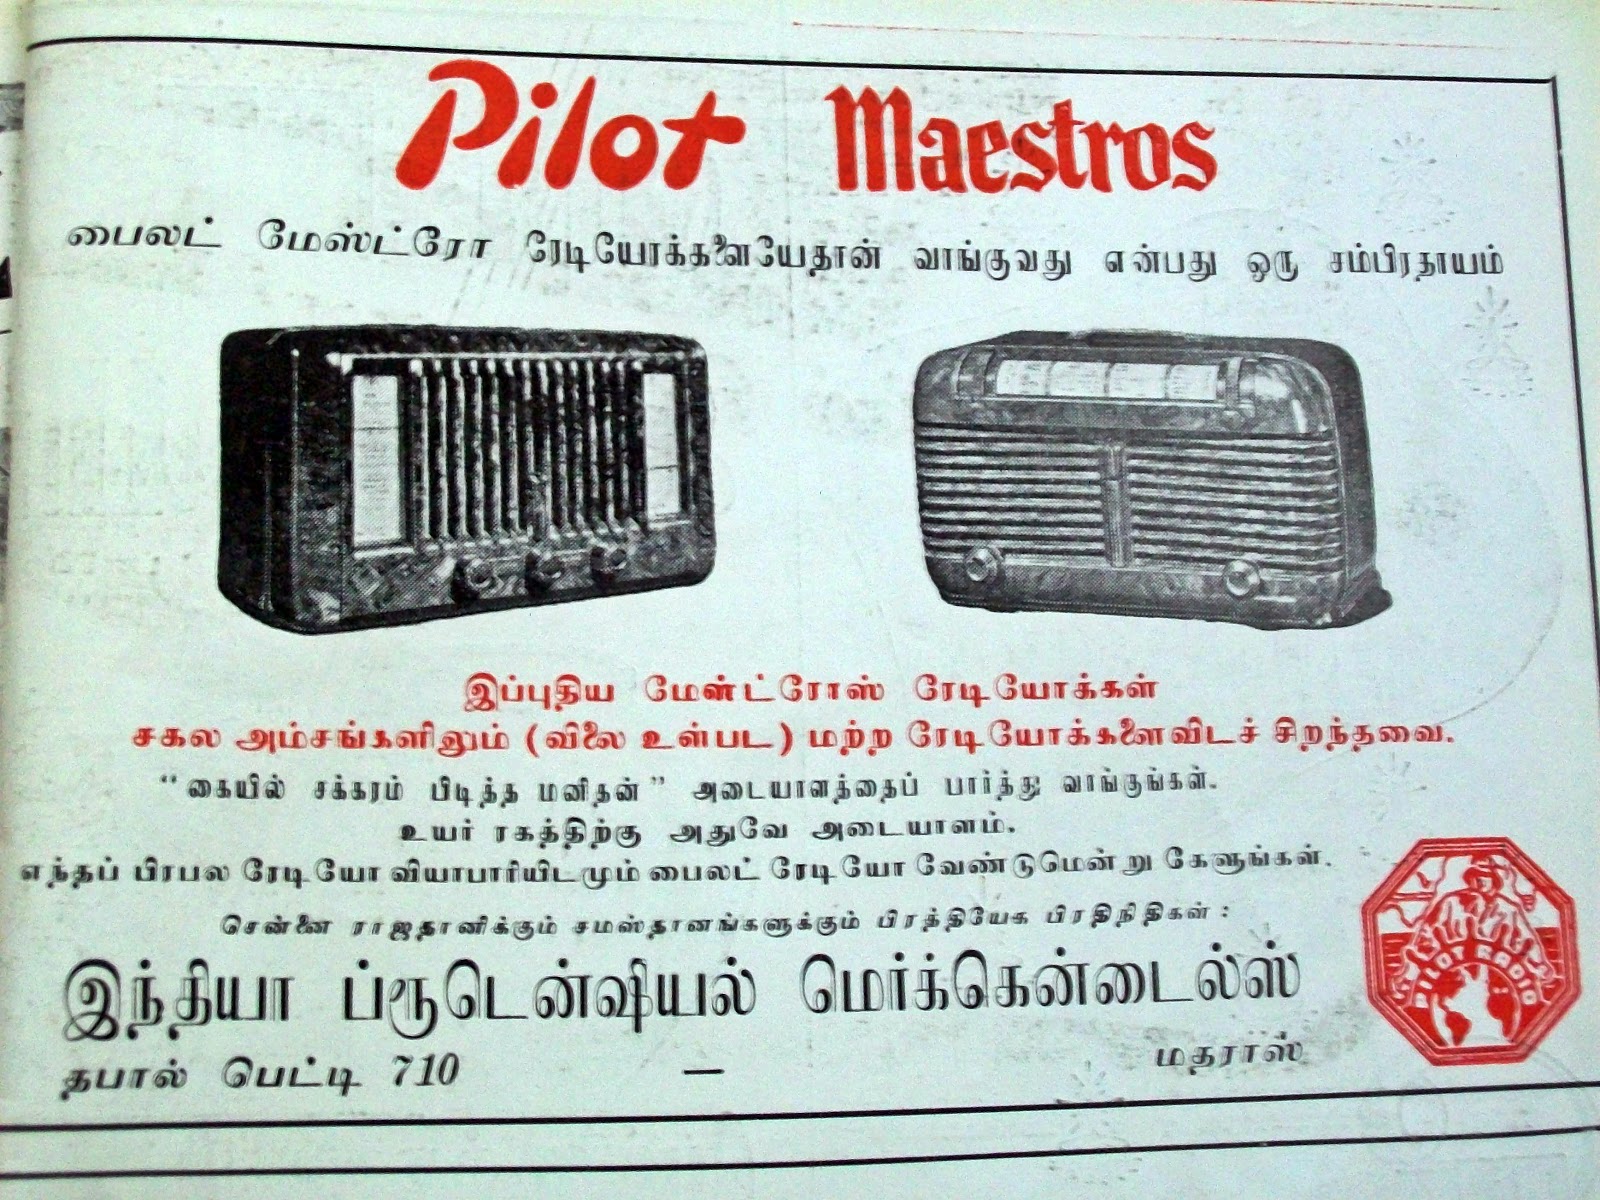 Pilot Maestros
பைலட் மேஸ்ட்ரோ ரேடியோக்களையேதான் வாங்குவது என்பது ஒரு சம்பிரதாயம்
இப்புதிய மேஸ்ட்ரோஸ் ரேடியோக்கள்
சகல அம்சங்களிலும் (விலை உள்பட) மற்ற ரேடியோக்களைவிடச் சிறந்தவை.
“கையில் சக்கரம் பிடித்த மனிதன்” அடையாளத்தைப் பார்த்து வாங்குங்கள்.
உயர் ரகத்திற்கு அதுவே அடையாளம்.
எந்தப் பிரபல ரேடியோ வியாபாரியிடமும் பைலட் ரேடியோ வேண்டுமென்று கேளுங்கள்.
சென்னை ராஜதானிக்கும் சமஸ்தானங்களுக்கும் பிரத்தியேக பிரதிநிதிகள் :
இந்தியா ப்ரூடென்ஷியல் மெர்க்கென்டைல்ஸ்
தபால் பெட்டி 710 — மதராஸ்
PILOT RADIO